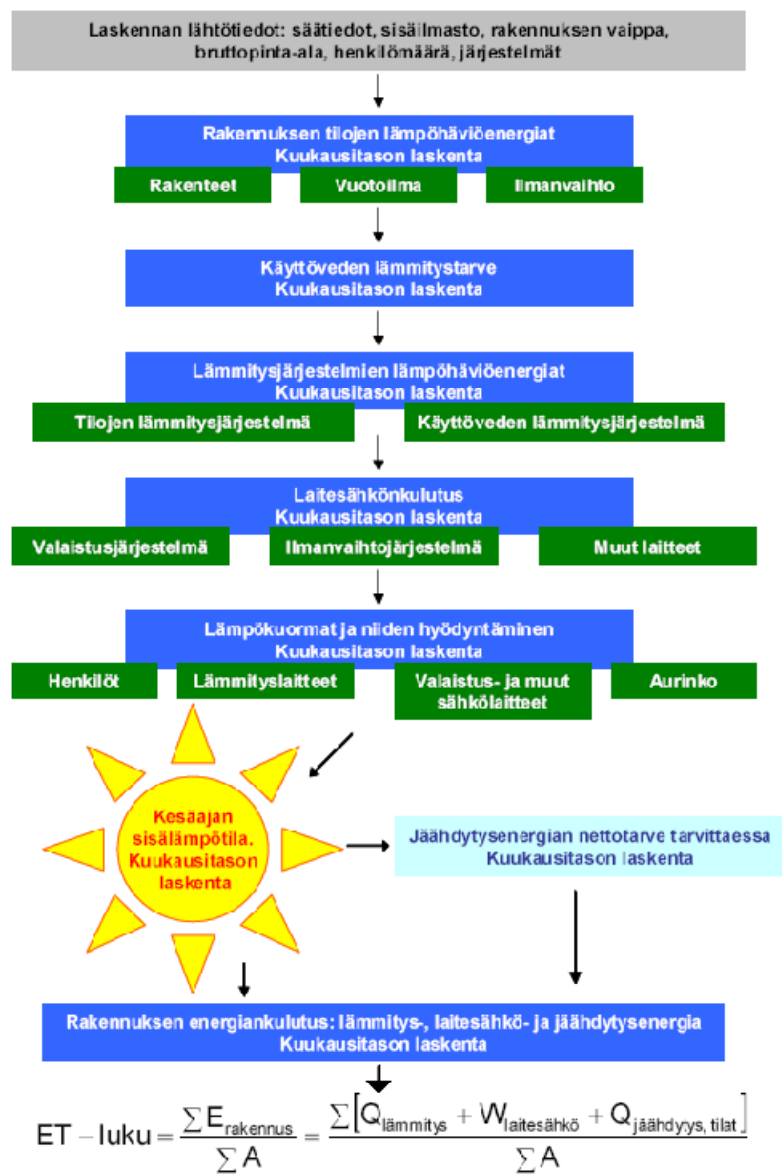 Laskennan lähtötiedot: säätiedot, sisäilmasto, rakennuksen vaippa,
bruttopinta-ala, henkilömäärä, järjestelmät
Rakennuksen tilojen lämpöhäviöenergiat
Kuukausitason laskenta
Rakenteet
Vuotoilma
Ilmanvaihto
Käyttöveden lämmitystarve
Kuukausitason laskenta
Lämmitysjärjestelmien lämpöhäviöenergiat
Kuukausitason laskenta
Tilojen lämmitysjärjestelmä
Käyttöveden lämmitysjärjestelmä
Laitesähkönkulutus
Kuukausitason laskenta
Valaistusjärjestelmä
Ilmanvaihtojärjestelmä
Muut laitteet
Lämpökuormat ja niiden hyödyntäminen
Kuukausitason laskenta
Henkilöt
Lämmityslaitteet
Valaistus- ja muut
sähkölaitteet
Aurinko
Kesäajan
sisälämpötila.
Kuukausitason
laskenta
Jäähdytysenergian nettotarve tarvittaessa
Kuukausitason laskenta
Rakennuksen energiankulutus: lämmitys-, laitesähkö- ja jäähdytysenergia
Kuukausitason laskenta
ET – luku = ∑ E rakennus / ∑ A = ∑ [Q lämmitys + W laitesähkö + Q jäähdytys, tilat] / ∑ A